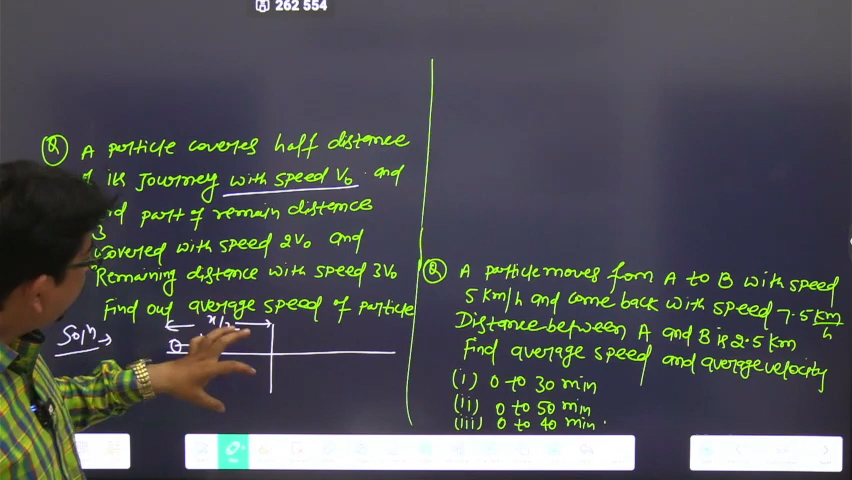 262 554
Q A particle covers half distance
its Journey with speed V₀ and
3rd part of remain distances
Covered with speed 2V₀ and
Remaining distance with speed 3V₀
Find out average speed of particle
Solⁿ → x/2
Q A particle moves from A to B with speed
5 km/h and come back with speed 7.5 km/h
Distance between A and B is 2.5 Km
Find average speed and average velocity
(i) 0 to 30 min
(ii) 0 to 50 min
(iii) 0 to 40 min.